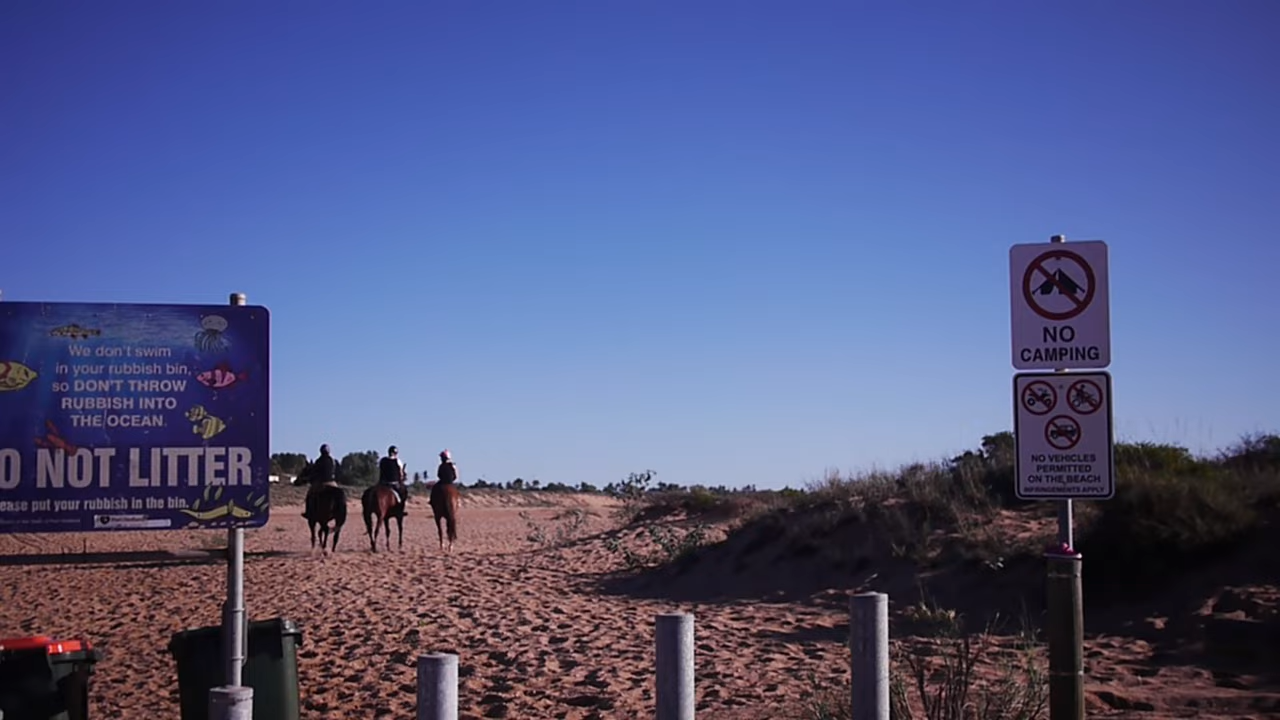 We don't swim
in your rubbish bin,
so DON'T THROW
RUBBISH INTO
THE OCEAN.
O NOT LITTER
ease put your rubbish in the bin.
NO
CAMPING
NO VEHICLES
PERMITTED
ON THE BEACH
INFRINGEMENTS APPLY